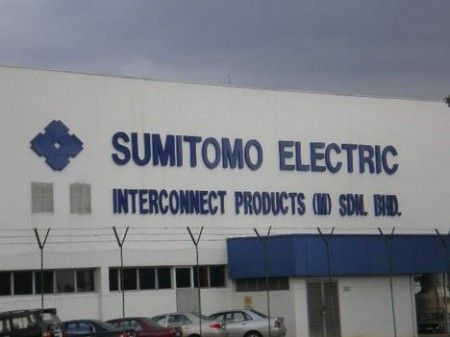 SUMITOMO ELECTRIC
INTERCONNECT PRODUCTS (M) SDN. BHD.